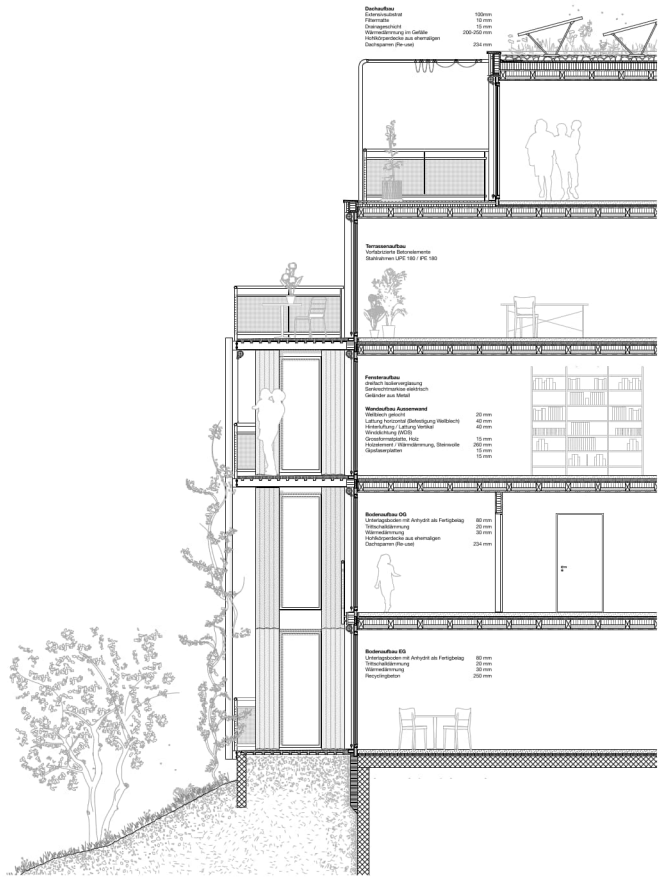 Dachaufbau
Extensivsubstrat 100mm
Filtermatte 10 mm
Drainageschicht 15 mm
Wärmedämmung im Gefälle 200-250 mm
Hohlkörperdecke aus ehemaligen
Dachsparren (Re-use) 234 mm
Terrassenaufbau
Vorfabrizierte Betonelemente
Stahlrahmen UPE 180 / IPE 180
Fensteraufbau
dreifach Isolierverglasung
Senkrechtmarkise elektrisch
Geländer aus Metall
Wandaufbau Aussenwand
Wellblech gelocht 20 mm
Lattung horizontal (Befestigung Wellblech) 40 mm
Hinterlüftung / Lattung Vertikal 40 mm
Winddichtung (WDS)
Grossformatplatte, Holz 15 mm
Holzelement / Wärmdämmung, Steinwolle 260 mm
Gipsfaserplatten 15 mm
15 mm
Bodenaufbau OG
Unterlagsboden mit Anhydrit als Fertigbelag 80 mm
Trittschalldämmung 20 mm
Wärmedämmung 30 mm
Hohlkörperdecke aus ehemaligen
Dachsparren (Re-use) 234 mm
Bodenaufbau EG
Unterlagsboden mit Anhydrit als Fertigbelag 80 mm
Trittschalldämmung 20 mm
Wärmedämmung 30 mm
Recyclingbeton 250 mm